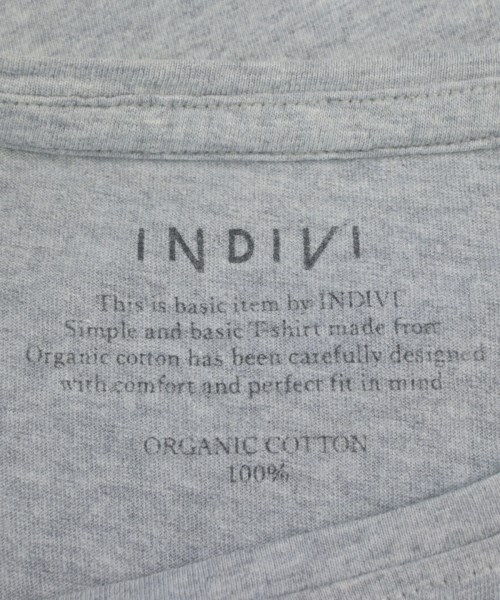 INDIVI
This is basic item by INDIVI
Simple and basic T-shirt made from
Organic cotton has been carefully designed
with comfort and perfect fit in mind
ORGANIC COTTON
100%